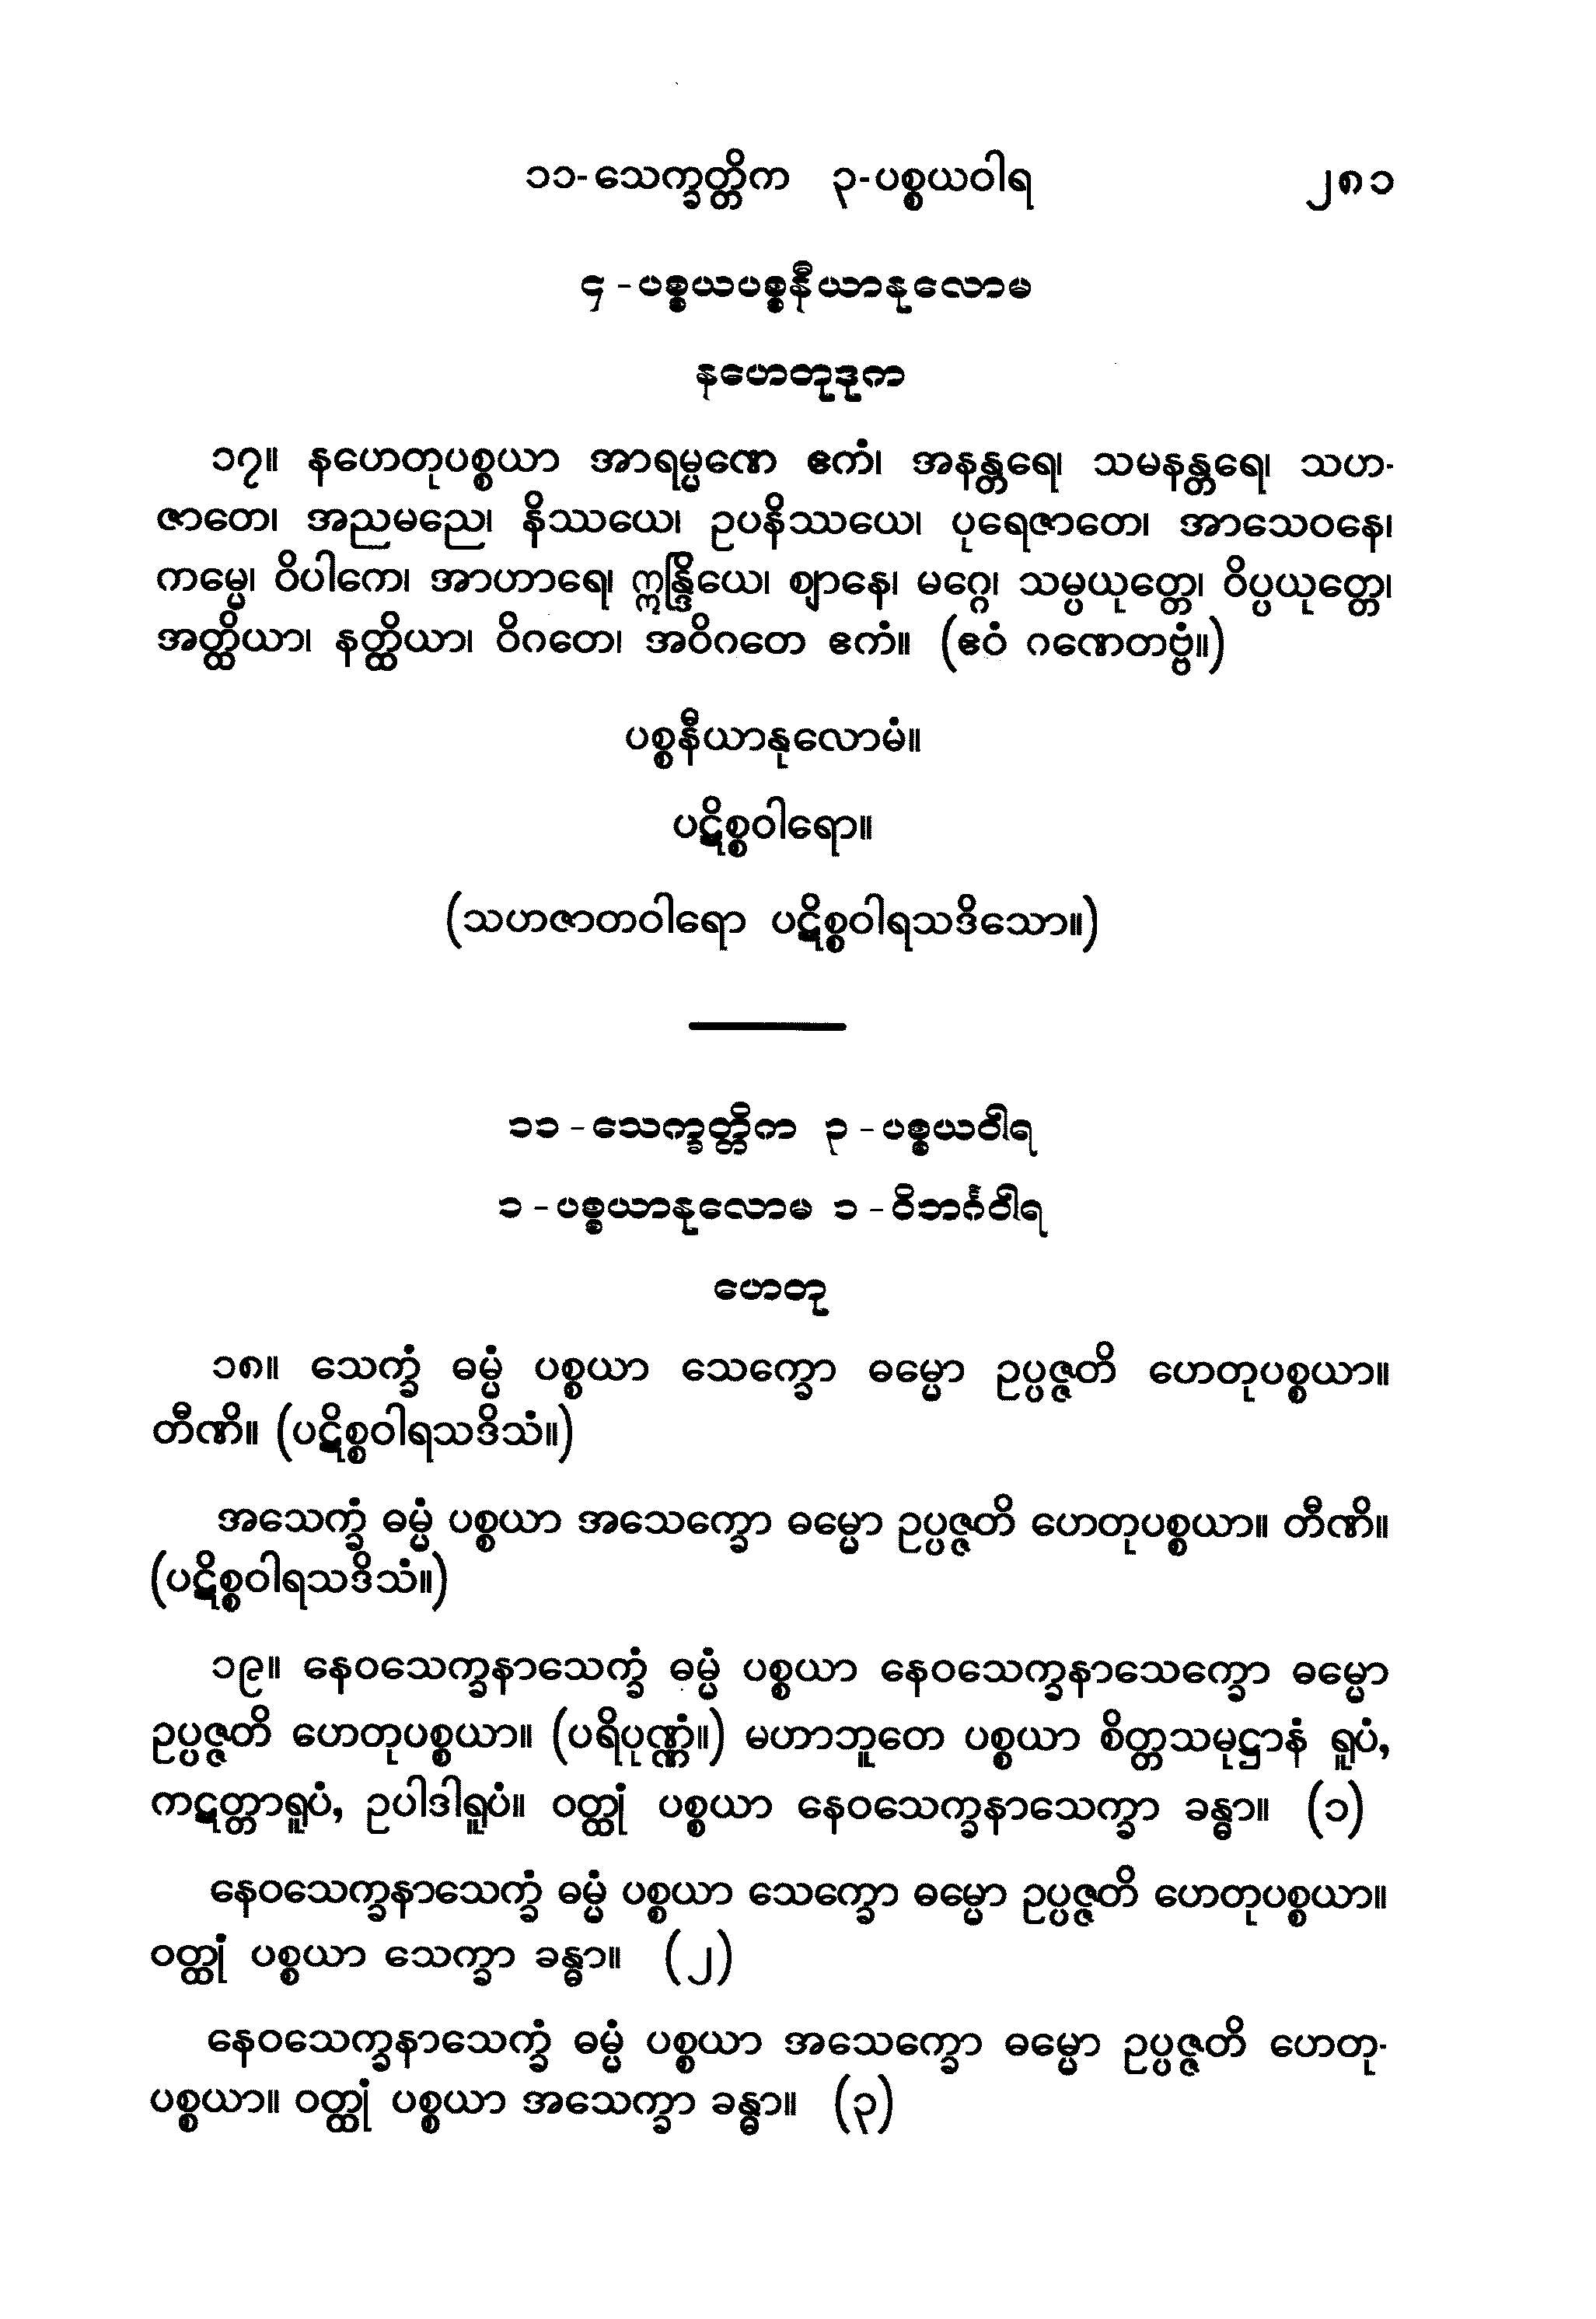 ၁၁-သေက္ခတ္တိက ၃-ပစ္စယဝါရ ၂၈၁
၄-ပစ္စယပစ္စနီယာနုလောမ
နဟေတုဒုက
၁၇။ နဟေတုပစ္စယာ အာရမ္မဏေ ဧကံ၊ အနန္တရေ၊ သမနန္တရေ၊ သဟ-
ဇာတေ၊ အညမညေ၊ နိဿယေ၊ ဥပနိဿယေ၊ ပုရေဇာတေ၊ အာသေဝနေ၊
ကမ္မေ၊ ဝိပါကေ၊ အာဟာရေ၊ ဣန္ဒြိယေ၊ ဈာနေ၊ မဂ္ဂေ၊ သမ္ပယုတ္တေ၊ ဝိပ္ပယုတ္တေ၊
အတ္ထိယာ၊ နတ္ထိယာ၊ ဝိဂတေ၊ အဝိဂတေ ဧကံ။ (ဧဝံ ဂဏေတဗ္ဗံ။)
ပစ္စနီယာနုလောမံ။
ပဋိစ္စဝါရော။
(သဟဇာတဝါရော ပဋိစ္စဝါရသဒိသော။)
၁၁-သေက္ခတ္တိက ၃-ပစ္စယဝါရ
၁-ပစ္စယာနုလောမ ၁-ဝိဘင်္ဂဝါရ
ဟေတု
၁၈။ သေက္ခံ ဓမ္မံ ပစ္စယာ သေက္ခော ဓမ္မော ဥပ္ပဇ္ဇတိ ဟေတုပစ္စယာ။
တီဏိ။ (ပဋိစ္စဝါရသဒိသံ။)
အသေက္ခံ ဓမ္မံ ပစ္စယာ အသေက္ခော ဓမ္မော ဥပ္ပဇ္ဇတိ ဟေတုပစ္စယာ။ တီဏိ။
(ပဋိစ္စဝါရသဒိသံ။)
၁၉။ နေဝသေက္ခနာသေက္ခံ ဓမ္မံ ပစ္စယာ နေဝသေက္ခနာသေက္ခော ဓမ္မော
ဥပ္ပဇ္ဇတိ ဟေတုပစ္စယာ။ (ပရိပုဏ္ဏံ။) မဟာဘူတေ ပစ္စယာ စိတ္တသမုဋ္ဌာနံ ရူပံ,
ကဋတ္တာရူပံ, ဥပါဒါရူပံ။ ဝတ္ထုံ ပစ္စယာ နေဝသေက္ခနာသေက္ခာ ခန္ဓာ။ (၁)
နေဝသေက္ခနာသေက္ခံ ဓမ္မံ ပစ္စယာ သေက္ခော ဓမ္မော ဥပ္ပဇ္ဇတိ ဟေတုပစ္စယာ။
ဝတ္ထုံ ပစ္စယာ သေက္ခာ ခန္ဓာ။ (၂)
နေဝသေက္ခနာသေက္ခံ ဓမ္မံ ပစ္စယာ အသေက္ခော ဓမ္မော ဥပ္ပဇ္ဇတိ ဟေတု-
ပစ္စယာ။ ဝတ္ထုံ ပစ္စယာ အသေက္ခာ ခန္ဓာ။ (၃)